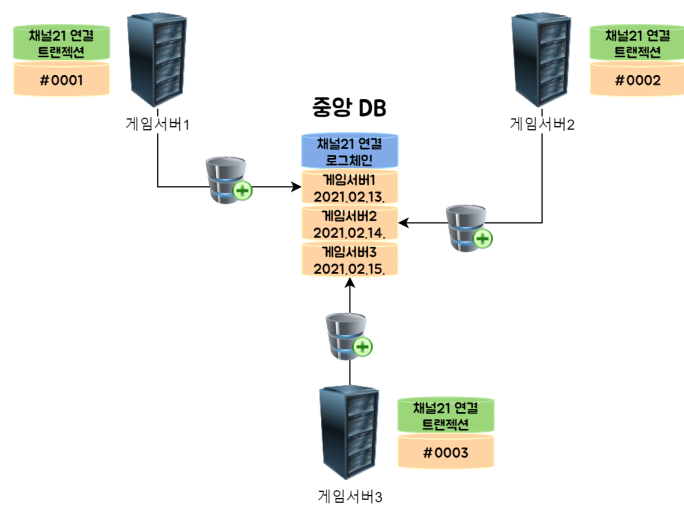 채널21 연결
트랜젝션
#0001
게임서버1
채널21 연결
트랜젝션
#0002
게임서버2
중앙 DB
채널21 연결
로그체인
게임서버1
2021.02.13.
게임서버2
2021.02.14.
게임서버3
2021.02.15.
채널21 연결
트랜젝션
#0003
게임서버3